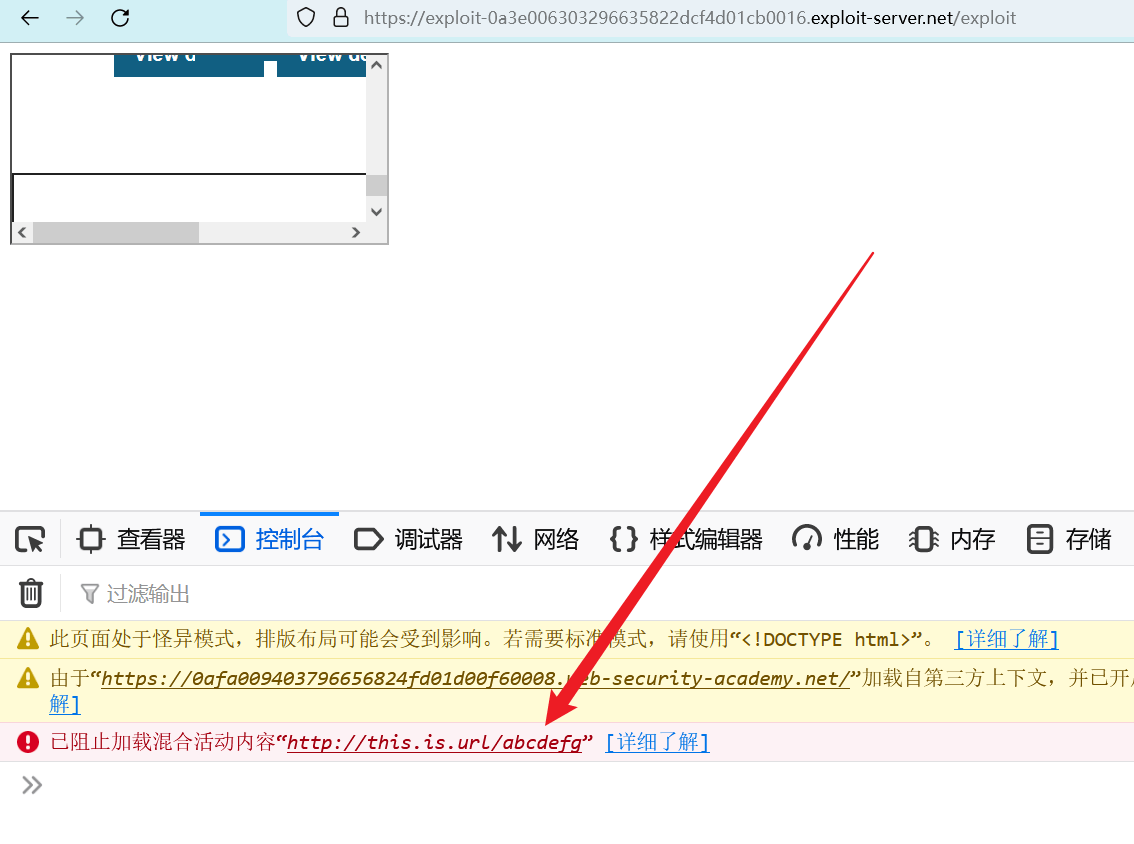 https://exploit-0a3e006303296635822dcf4d01cb0016.exploit-server.net/exploit
View d View de
查看器 控制台 调试器 网络 样式编辑器 性能 内存 存储
过滤输出
此页面处于怪异模式，排版布局可能会受到影响。若需要标准模式，请使用“<!DOCTYPE html>”。 [详细了解]
由于“https://0afa009403796656824fd01d00f60008.web-security-academy.net/”加载自第三方上下文，并已开
解]
已阻止加载混合活动内容“http://this.is.url/abcdefg” [详细了解]